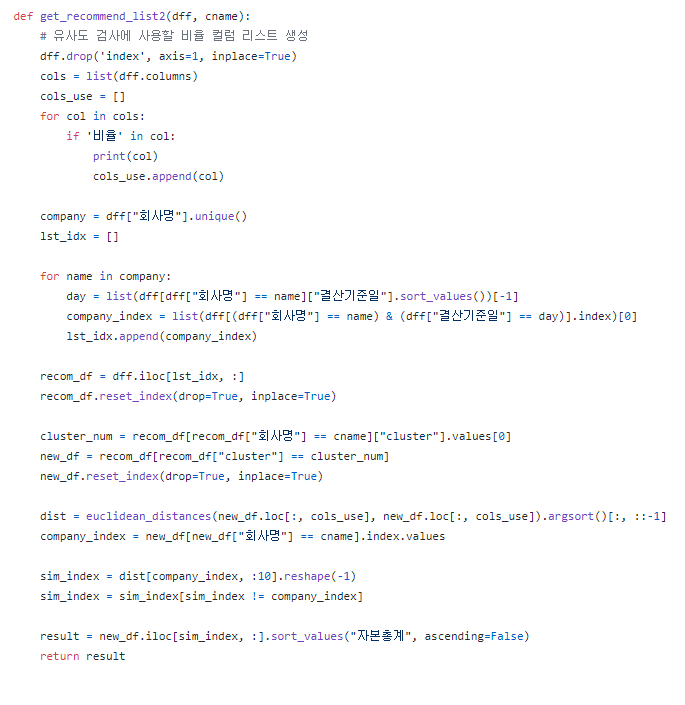 def get_recommend_list2(dff, cname):
    # 유사도 검사에 사용할 비율 컬럼 리스트 생성
    dff.drop('index', axis=1, inplace=True)
    cols = list(dff.columns)
    cols_use = []
    for col in cols:
        if '비율' in col:
            print(col)
            cols_use.append(col)

    company = dff["회사명"].unique()
    lst_idx = []

    for name in company:
        day = list(dff[dff["회사명"] == name]["결산기준일"].sort_values())[-1]
        company_index = list(dff[(dff["회사명"] == name) & (dff["결산기준일"] == day)].index)[0]
        lst_idx.append(company_index)

    recom_df = dff.iloc[lst_idx, :]
    recom_df.reset_index(drop=True, inplace=True)

    cluster_num = recom_df[recom_df["회사명"] == cname]["cluster"].values[0]
    new_df = recom_df[recom_df["cluster"] == cluster_num]
    new_df.reset_index(drop=True, inplace=True)

    dist = euclidean_distances(new_df.loc[:, cols_use], new_df.loc[:, cols_use]).argsort()[:, ::-1]
    company_index = new_df[new_df["회사명"] == cname].index.values

    sim_index = dist[company_index, :10].reshape(-1)
    sim_index = sim_index[sim_index != company_index]

    result = new_df.iloc[sim_index, :].sort_values("자본총계", ascending=False)
    return result